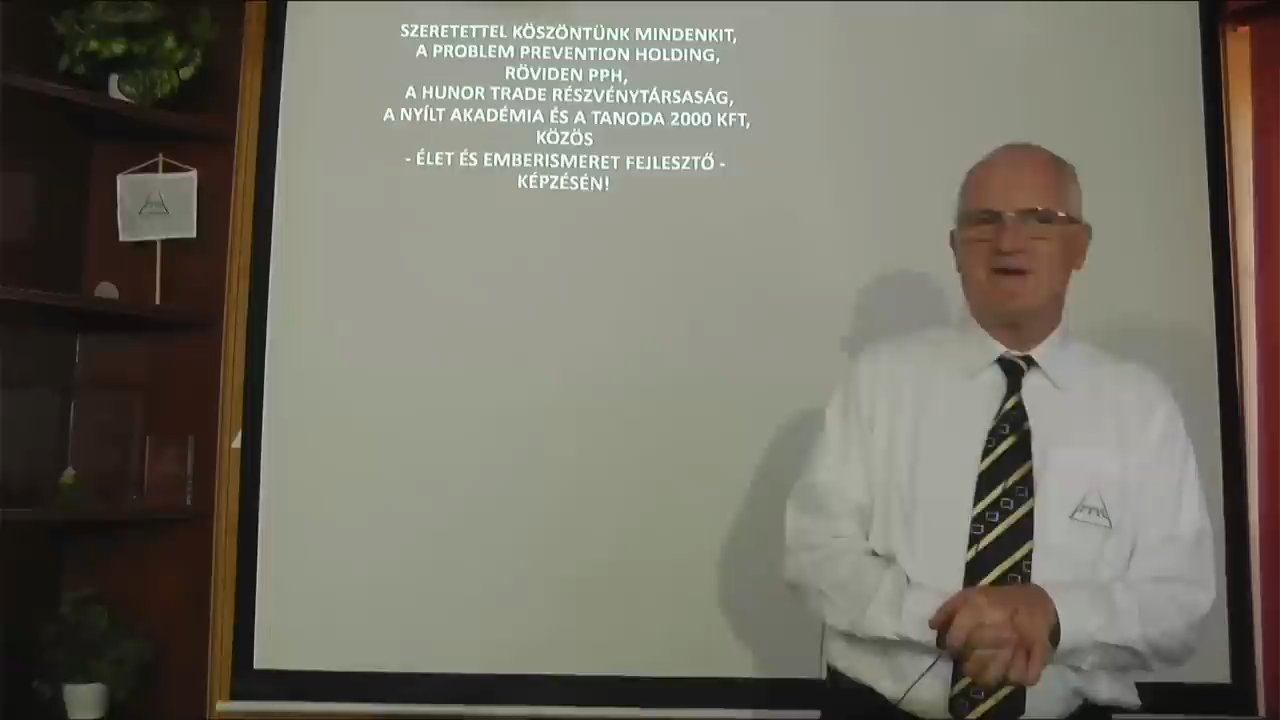 SZERETETTEL KÖSZÖNTÜNK MINDENKIT,
A PROBLEM PREVENTION HOLDING,
RÖVIDEN PPH,
A HUNOR TRADE RÉSZVÉNYTÁRSASÁG,
A NYÍLT AKADÉMIA ÉS A TANODA 2000 KFT,
KÖZÖS
- ÉLET ÉS EMBERISMERET FEJLESZTŐ -
KÉPZÉSÉN!